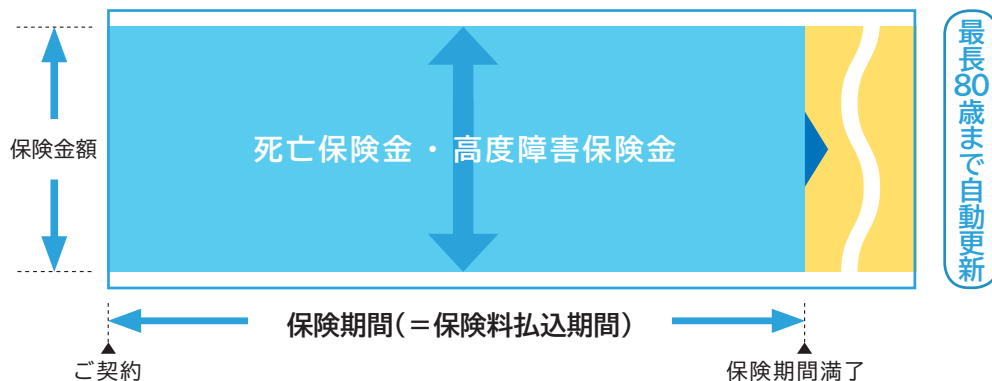 保険金額
死亡保険金・高度障害保険金
最長80歳まで自動更新
保険期間(=保険料払込期間)
ご契約
保険期間満了